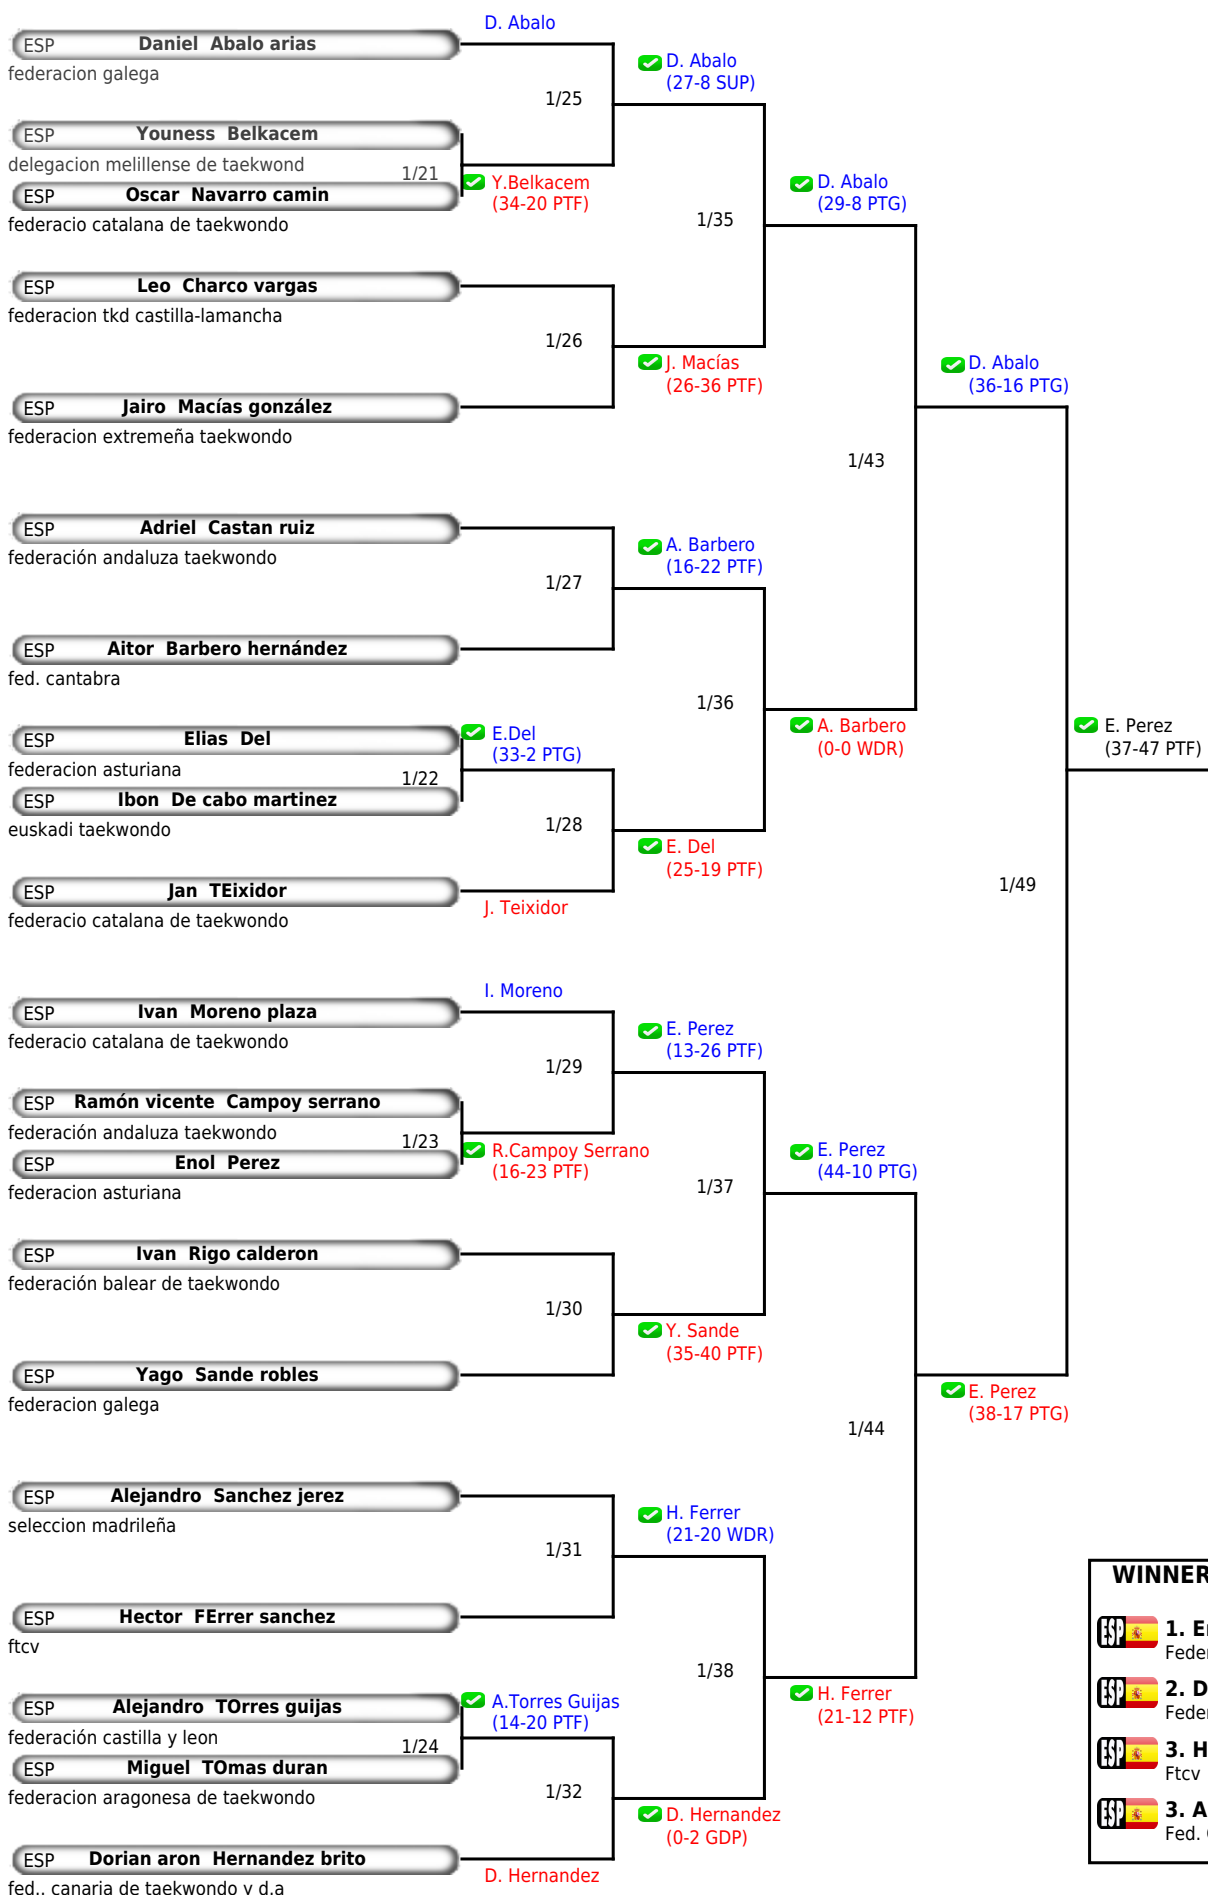 D. Abalo
ESP Daniel Abalo arias
federacion galega
D. Abalo
(27-8 SUP)
1/25
ESP Youness Belkacem
delegacion melillense de taekwond
1/21
Y.Belkacem
(34-20 PTF)
ESP Oscar Navarro camin
federacio catalana de taekwondo
D. Abalo
(29-8 PTG)
1/35
ESP Leo Charco vargas
federacion tkd castilla-lamancha
1/26
J. Macías
(26-36 PTF)
ESP Jairo Macías gonzález
federacion extremeña taekwondo
D. Abalo
(36-16 PTG)
1/43
ESP Adriel Castan ruiz
federación andaluza taekwondo
A. Barbero
(16-22 PTF)
1/27
ESP Aitor Barbero hernández
fed. cantabra
1/36
A. Barbero
(0-0 WDR)
E. Perez
(37-47 PTF)
ESP Elias Del
federacion asturiana
E.Del
(33-2 PTG)
1/22
ESP Ibon De cabo martinez
euskadi taekwondo
1/28
E. Del
(25-19 PTF)
ESP Jan TEixidor
federacio catalana de taekwondo
J. Teixidor
1/49
I. Moreno
ESP Ivan Moreno plaza
federacio catalana de taekwondo
E. Perez
(13-26 PTF)
1/29
ESP Ramón vicente Campoy serrano
federación andaluza taekwondo
1/23
R.Campoy Serrano
(16-23 PTF)
ESP Enol Perez
federacion asturiana
E. Perez
(44-10 PTG)
1/37
ESP Ivan Rigo calderon
federación balear de taekwondo
1/30
Y. Sande
(35-40 PTF)
ESP Yago Sande robles
federacion galega
E. Perez
(38-17 PTG)
1/44
ESP Alejandro Sanchez jerez
seleccion madrileña
H. Ferrer
(21-20 WDR)
1/31
ESP Hector FErrer sanchez
ftcv
1/38
H. Ferrer
(21-12 PTF)
ESP Alejandro TOrres guijas
federación castilla y leon
A.Torres Guijas
(14-20 PTF)
1/24
ESP Miguel TOmas duran
federacion aragonesa de taekwondo
1/32
D. Hernandez
(0-2 GDP)
ESP Dorian aron Hernandez brito
fed.. canaria de taekwondo y d.a
D. Hernandez
WINNER
ESP 1.
ESP 2.
ESP 3.
Ftcv
ESP 3.
Fed.